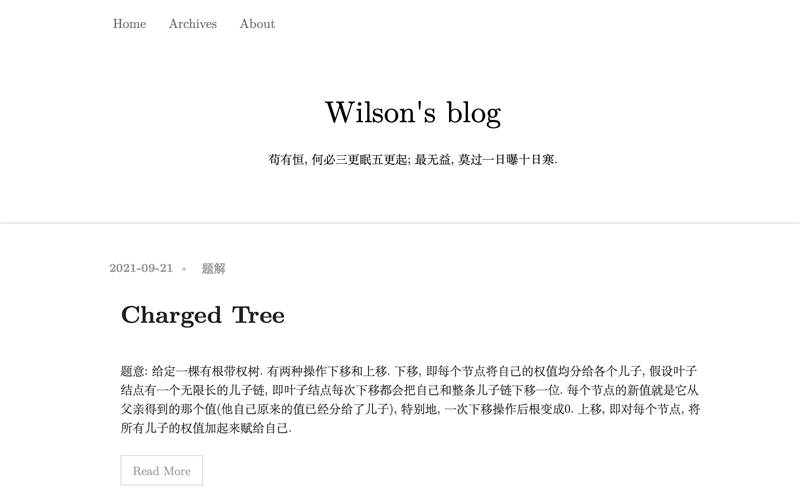 Home Archives About
Wilson's blog
苟有恒, 何必三更眠五更起; 最无益, 莫过一日曝十日寒.
2021-09-21 • 题解
Charged Tree
题意: 给定一棵有根带权树. 有两种操作下移和上移. 下移, 即每个节点将自己的权值均分给各个儿子, 假设叶子
结点有一个无限长的儿子链, 即叶子结点每次下移都会把自己和整条儿子链下移一位. 每个节点的新值就是它从
父亲得到的那个值(他自己原来的值已经分给了儿子), 特别地, 一次下移操作后根变成0. 上移, 即对每个节点, 将
所有儿子的权值加起来赋给自己.
Read More